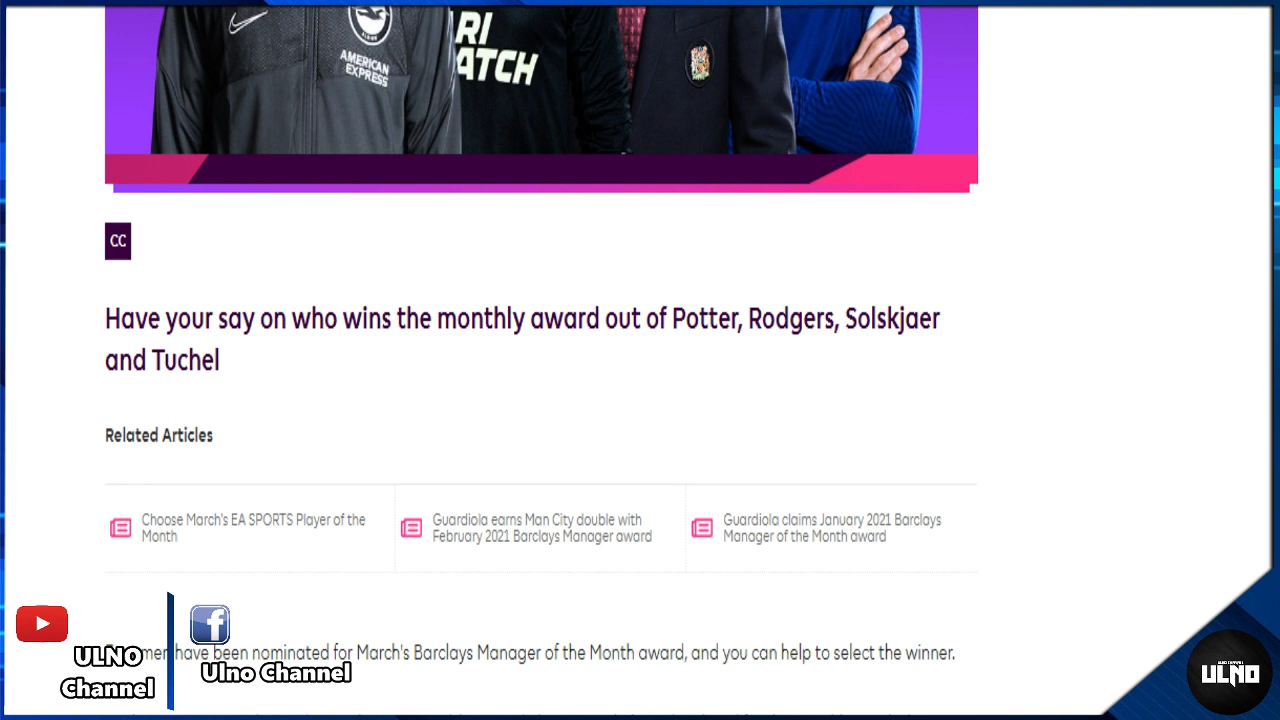 AMERICAN
EXPRESS
RI
ATCH
CC
Have your say on who wins the monthly award out of Potter, Rodgers, Solskjaer
and Tuchel
Related Articles
Choose March's EA SPORTS Player of the
Month
Guardiola earns Man City double with
February 2021 Barclays Manager award
Guardiola claims January 2021 Barclays
Manager of the Month award
have been nominated for March's Barclays Manager of the Month award, and you can help to select the winner.
ULNO
Channel
Ulno Channel
ULNO